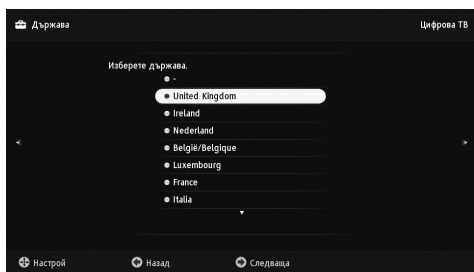 Държава
Цифрова ТВ
Изберете държава.
-
United Kingdom
Ireland
Nederland
België/Belgique
Luxembourg
France
Italia
Настрой
Назад
Следваща